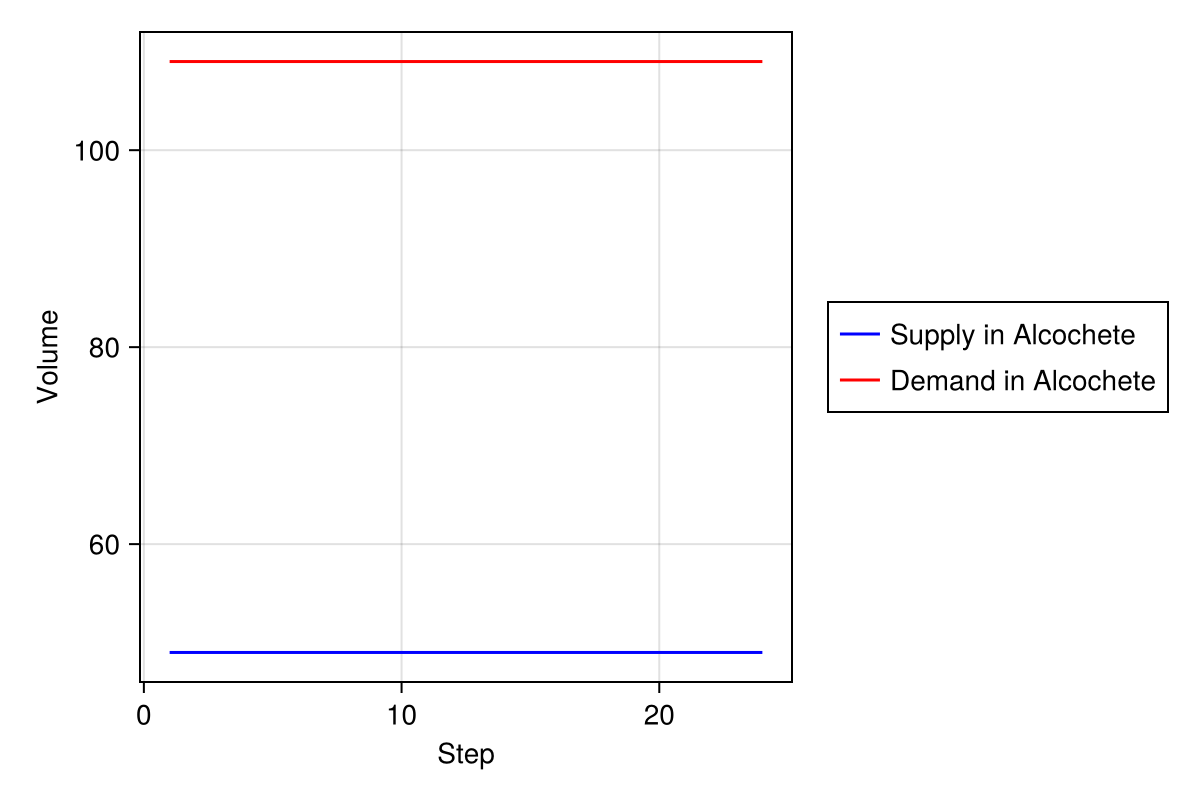 100
80
60
Volume
0 10 20
Step
Supply in Alcochete
Demand in Alcochete